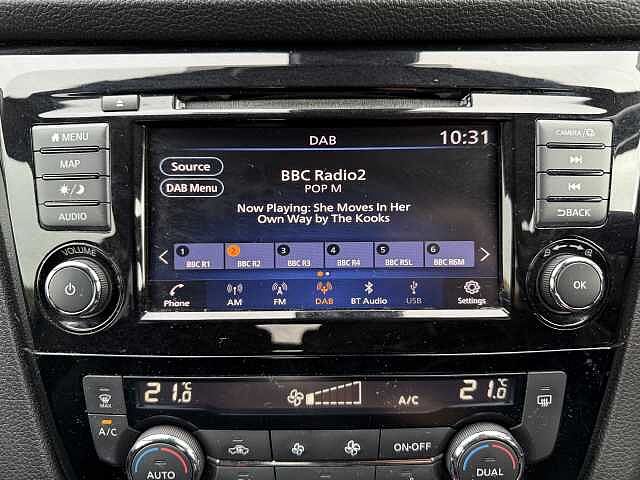 DAB
10:31
Source
DAB Menu
BBC Radio2
POP M
Now Playing: She Moves In Her
Own Way by The Kooks
1 BBC R1
2 BBC R2
3 BBC R3
4 BBC R4
5 BBC R5L
6 BBC R6M
Phone
AM
FM
DAB
BT Audio
USB
Settings
MENU
MAP
AUDIO
VOLUME
CAMERA/
BACK
OK
21.0°C
A/C
21.0°C
MAX
A/C
ON·OFF
AUTO
DUAL